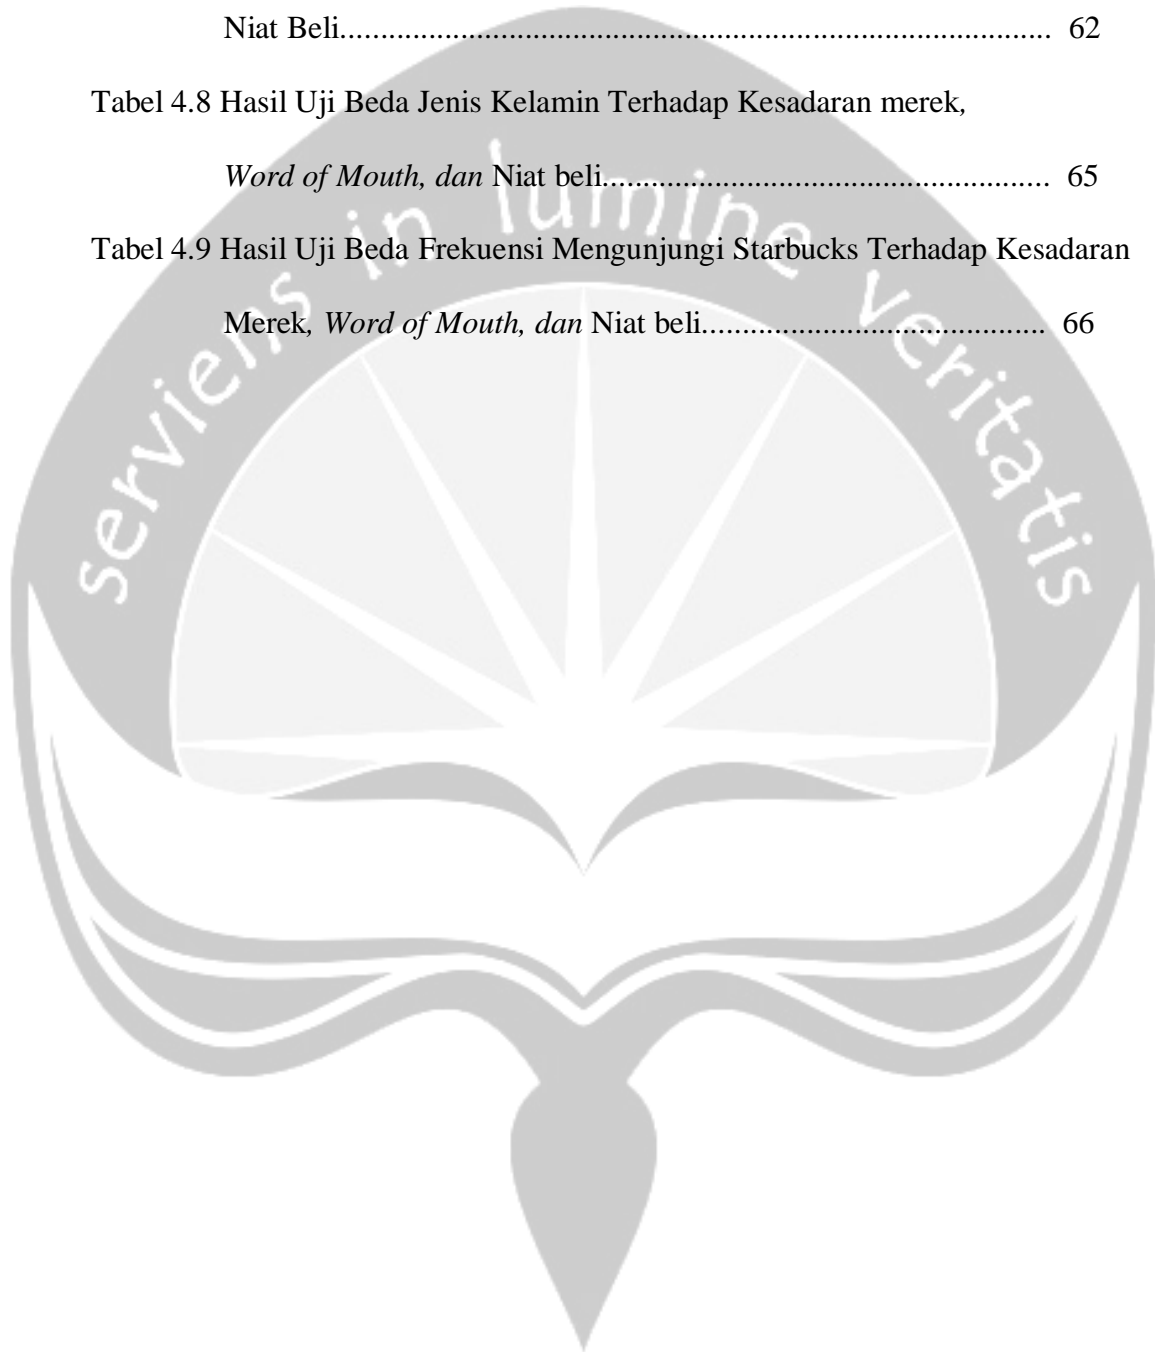 Niat Beli.................................................................................... 62
Tabel 4.8 Hasil Uji Beda Jenis Kelamin Terhadap Kesadaran merek,
Word of Mouth, dan Niat beli..................................................... 65
Tabel 4.9 Hasil Uji Beda Frekuensi Mengunjungi Starbucks Terhadap Kesadaran
Merek, Word of Mouth, dan Niat beli......................................... 66
serviens in lumine veritatis